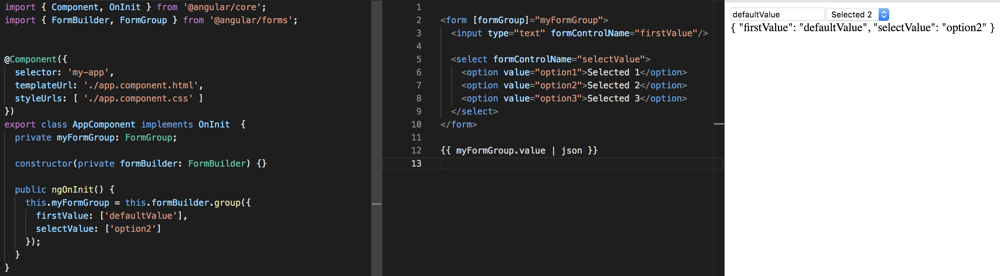 import { Component, OnInit } from '@angular/core';
import { FormBuilder, FormGroup } from '@angular/forms';
@Component({
  selector: 'my-app',
  templateUrl: './app.component.html',
  styleUrls: [ './app.component.css' ]
})
export class AppComponent implements OnInit  {
  private myFormGroup: FormGroup;
  constructor(private formBuilder: FormBuilder) {}
  public ngOnInit() {
    this.myFormGroup = this.formBuilder.group({
      firstValue: ['defaultValue'],
      selectValue: ['option2']
    });
  }
}
1
2 <form [formGroup]="myFormGroup">
3   <input type="text" formControlName="firstValue"/>
4
5   <select formControlName="selectValue">
6     <option value="option1">Selected 1</option>
7     <option value="option2">Selected 2</option>
8     <option value="option3">Selected 3</option>
9   </select>
10 </form>
11
12 {{ myFormGroup.value | json }}
13
defaultValue Selected 2
{ "firstValue": "defaultValue", "selectValue": "option2" }